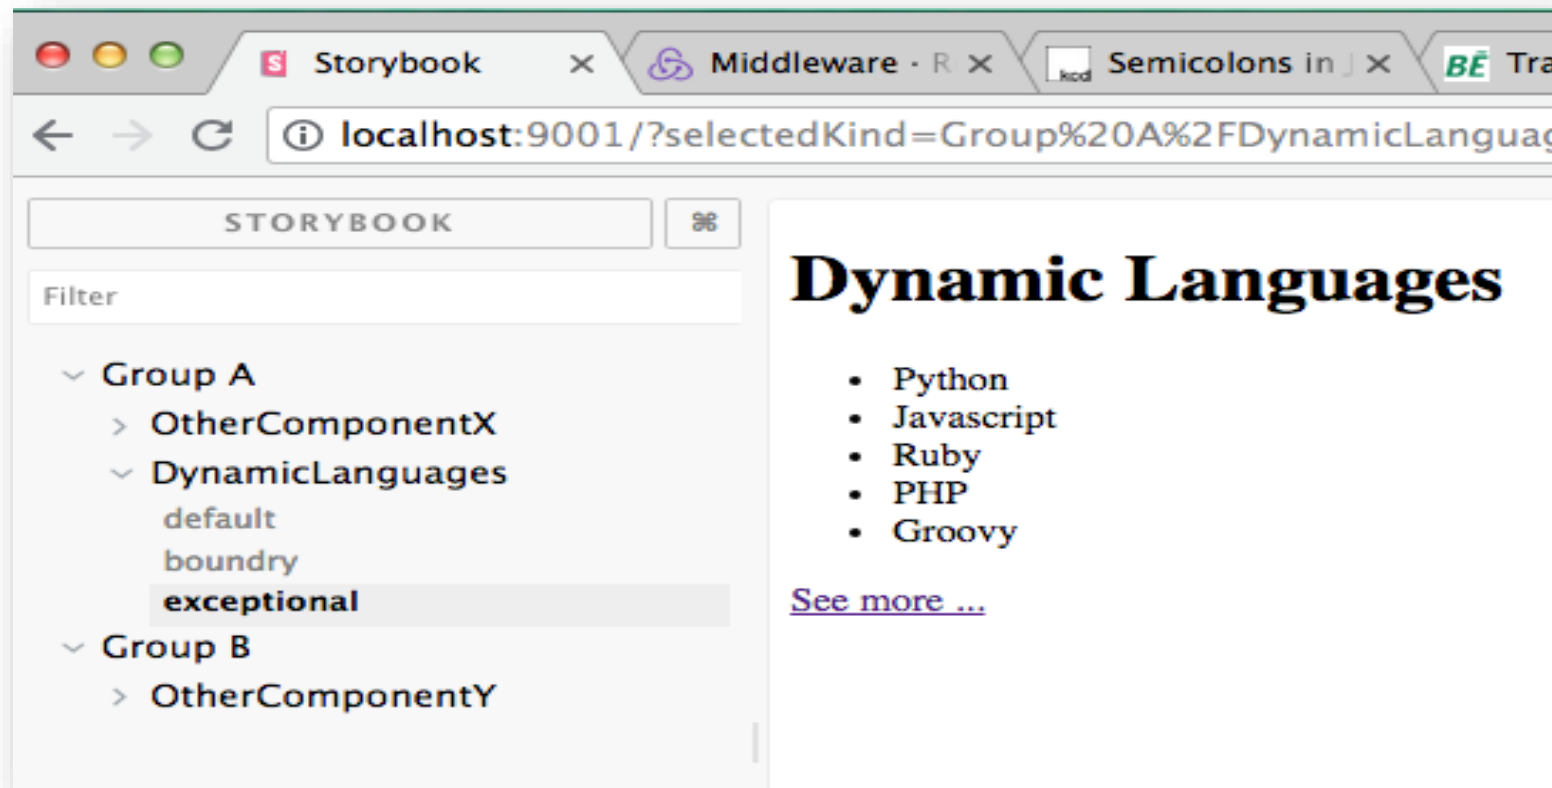 Storybook
Middleware · R
Semicolons in J
BĒ Tra
localhost:9001/?selectedKind=Group%20A%2FDynamicLanguag
STORYBOOK ⌘
Filter
Group A
OtherComponentX
DynamicLanguages
default
boundry
exceptional
Group B
OtherComponentY
Dynamic Languages
• Python
• Javascript
• Ruby
• PHP
• Groovy
See more ...